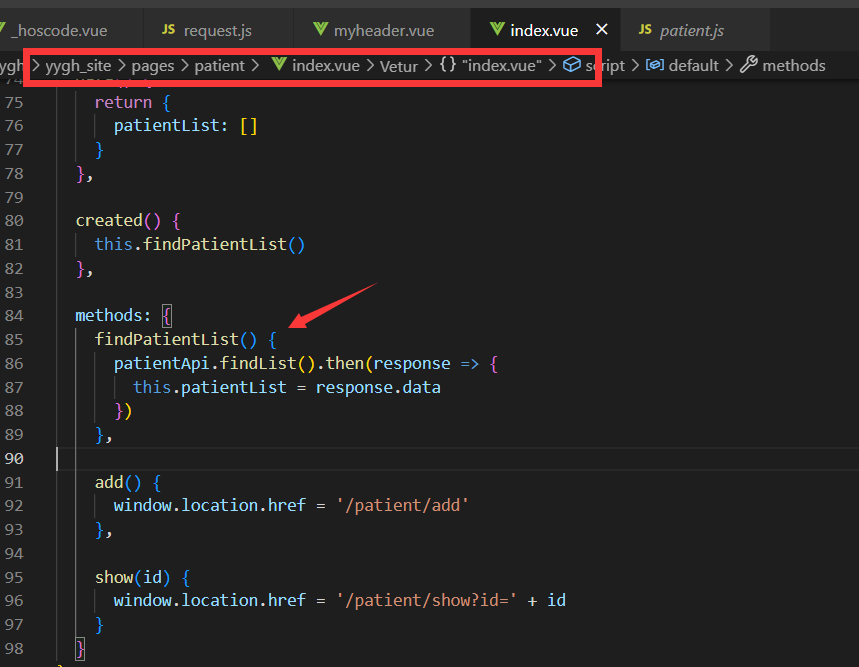 _hoscode.vue JS request.js myheader.vue index.vue × JS patient.js
yygh > yygh_site > pages > patient > index.vue > Vetur > {} "index.vue" > script > default > methods
75 return {
76 patientList: []
77 }
78 },
79
80 created() {
81 this.findPatientList()
82 },
83
84 methods: {
85 findPatientList() {
86 patientApi.findList().then(response => {
87 this.patientList = response.data
88 })
89 },
90
91 add() {
92 window.location.href = '/patient/add'
93 },
94
95 show(id) {
96 window.location.href = '/patient/show?id=' + id
97 }
98 }